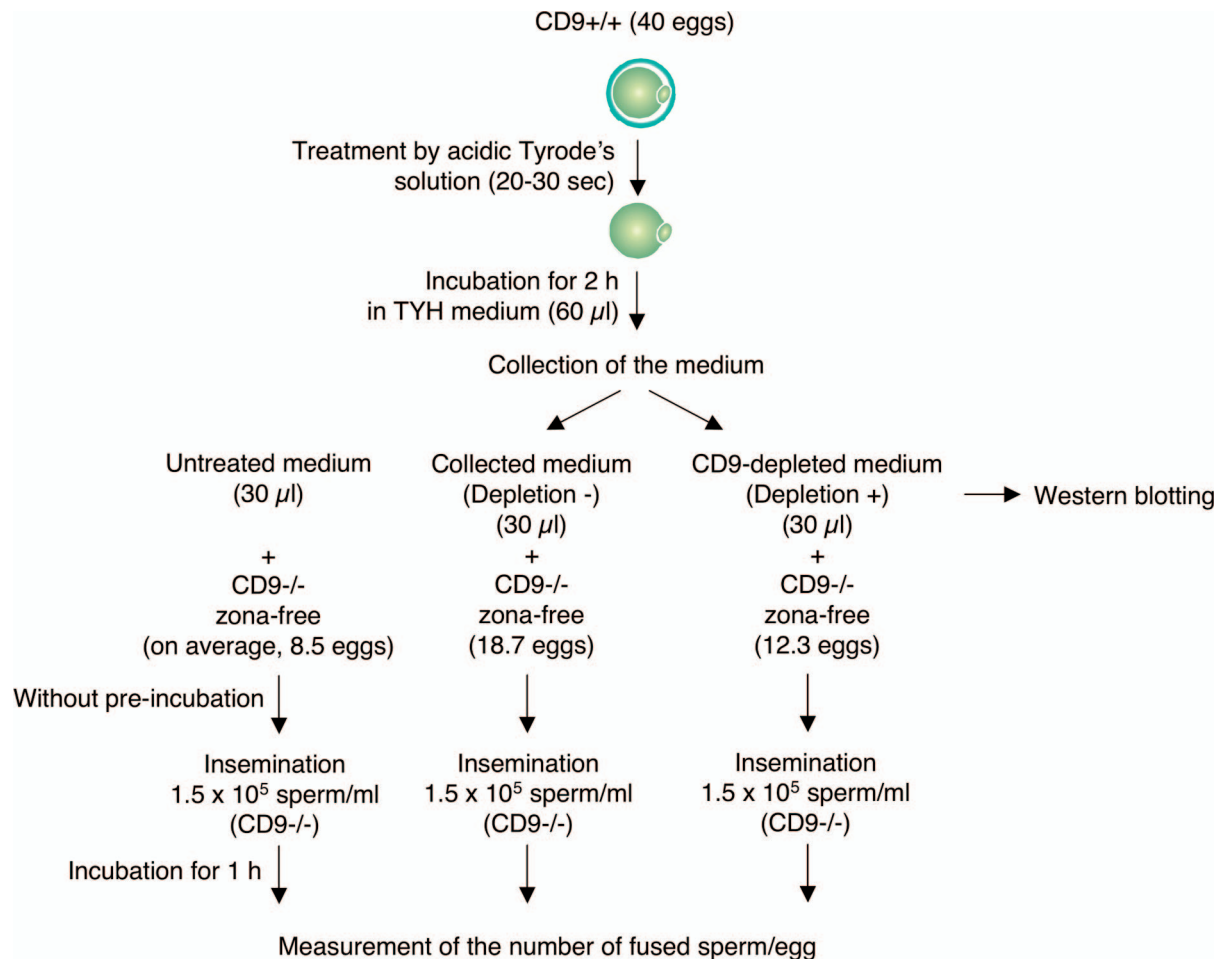 CD9+/+ (40 eggs)
Treatment by acidic Tyrode's
solution (20-30 sec)
Incubation for 2 h
in TYH medium (60 µl)
Collection of the medium
Untreated medium
(30 µl)
+
CD9-/-
zona-free
(on average, 8.5 eggs)
Collected medium
(Depletion -)
(30 µl)
+
CD9-/-
zona-free
(18.7 eggs)
CD9-depleted medium
(Depletion +)
(30 µl)
+
CD9-/-
zona-free
(12.3 eggs)
Western blotting
Without pre-incubation
Insemination
1.5 x 10⁵ sperm/ml
(CD9-/-)
Insemination
1.5 x 10⁵ sperm/ml
(CD9-/-)
Insemination
1.5 x 10⁵ sperm/ml
(CD9-/-)
Incubation for 1 h
Measurement of the number of fused sperm/egg